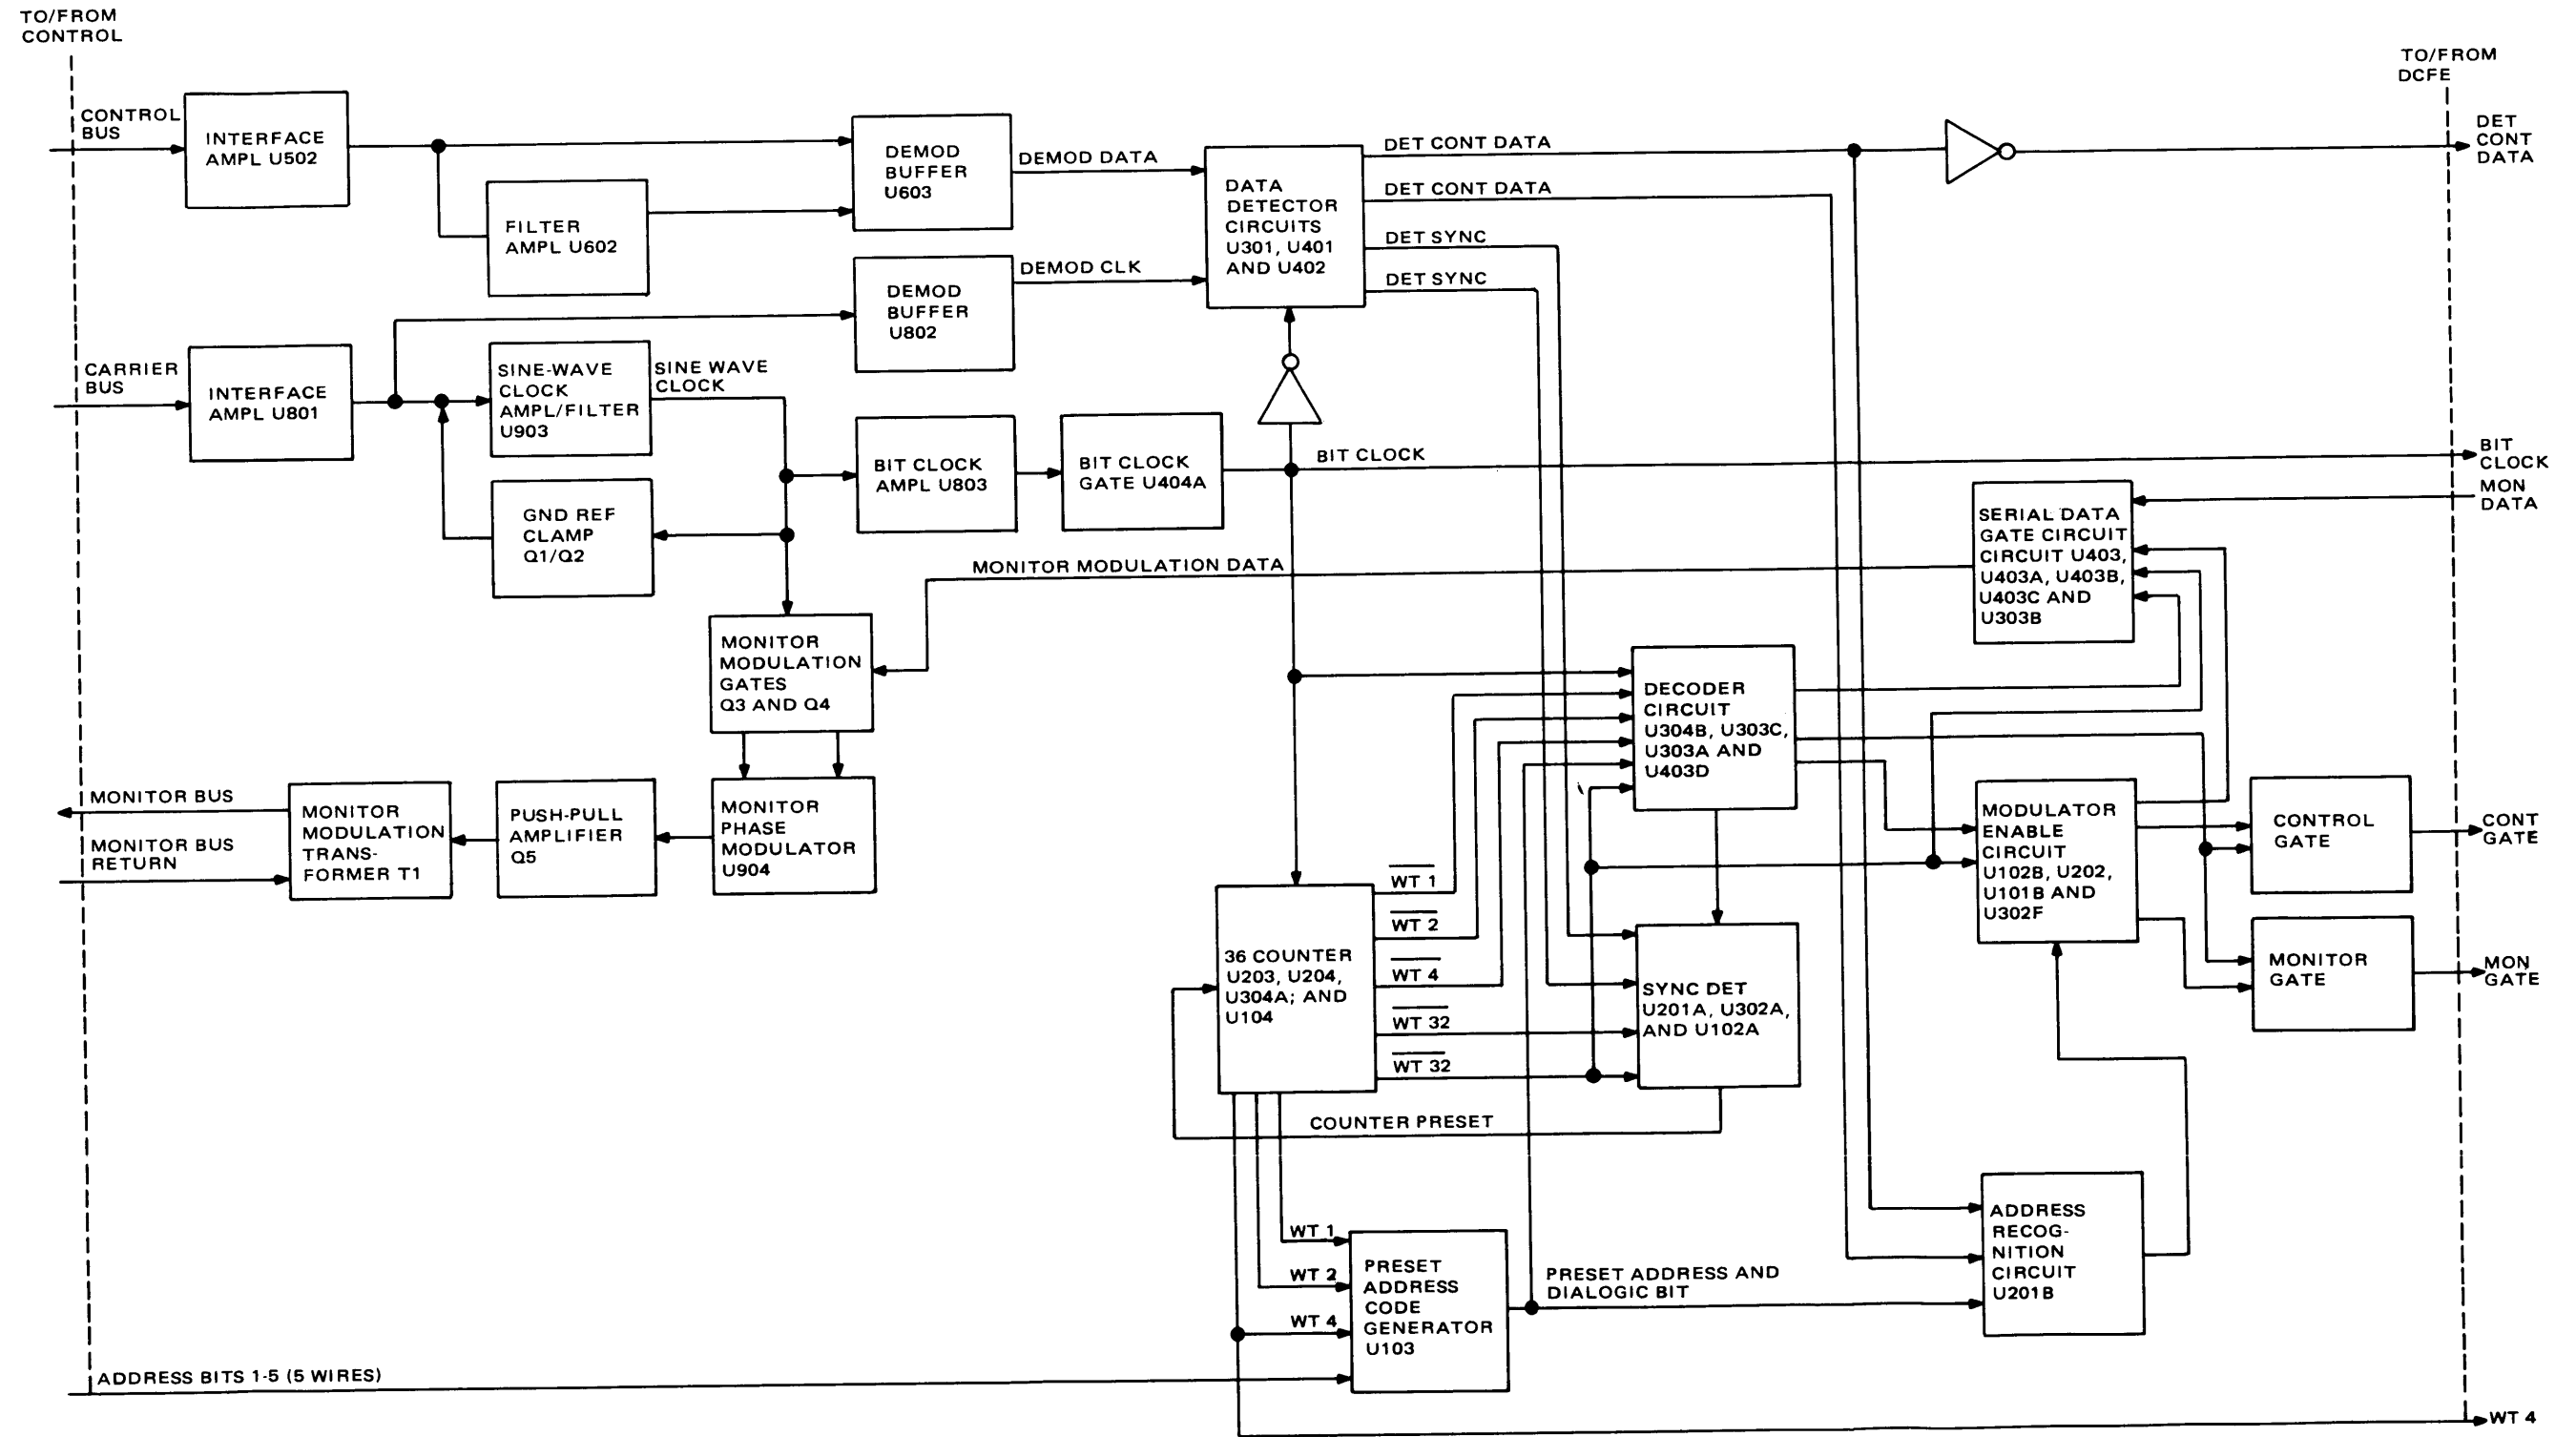 TO/FROM
CONTROL
TO/FROM
DCFE
CONTROL
BUS
INTERFACE
AMPL U502
FILTER
AMPL U602
DEMOD
BUFFER
U603
DEMOD DATA
DEMOD
BUFFER
U802
DEMOD CLK
DATA
DETECTOR
CIRCUITS
U301, U401
AND U402
DET CONT DATA
DET CONT DATA
DET SYNC
DET SYNC
DET
CONT
DATA
CARRIER
BUS
INTERFACE
AMPL U801
SINE-WAVE
CLOCK
AMPL/FILTER
U903
SINE WAVE
CLOCK
GND REF
CLAMP
Q1/Q2
BIT CLOCK
AMPL U803
BIT CLOCK
GATE U404A
BIT CLOCK
BIT
CLOCK
MON
DATA
SERIAL DATA
GATE CIRCUIT
CIRCUIT U403,
U403A, U403B,
U403C AND
U303B
MONITOR MODULATION DATA
MONITOR
MODULATION
GATES
Q3 AND Q4
DECODER
CIRCUIT
U304B, U303C,
U303A AND
U403D
MONITOR BUS
MONITOR BUS
RETURN
MONITOR
MODULATION
TRANS-
FORMER T1
PUSH-PULL
AMPLIFIER
Q5
MONITOR
PHASE
MODULATOR
U904
MODULATOR
ENABLE
CIRCUIT
U102B, U202,
U101B AND
U302F
CONTROL
GATE
CONT
GATE
MONITOR
GATE
MON
GATE
36 COUNTER
U203, U204,
U304A; AND
U104
WT 1
WT 2
WT 4
WT 32
WT 32
SYNC DET
U201A, U302A,
AND U102A
COUNTER PRESET
WT 1
WT 2
WT 4
PRESET
ADDRESS
CODE
GENERATOR
U103
PRESET ADDRESS AND
DIALOGIC BIT
ADDRESS
RECOG-
NITION
CIRCUIT
U201B
ADDRESS BITS 1-5 (5 WIRES)
WT 4